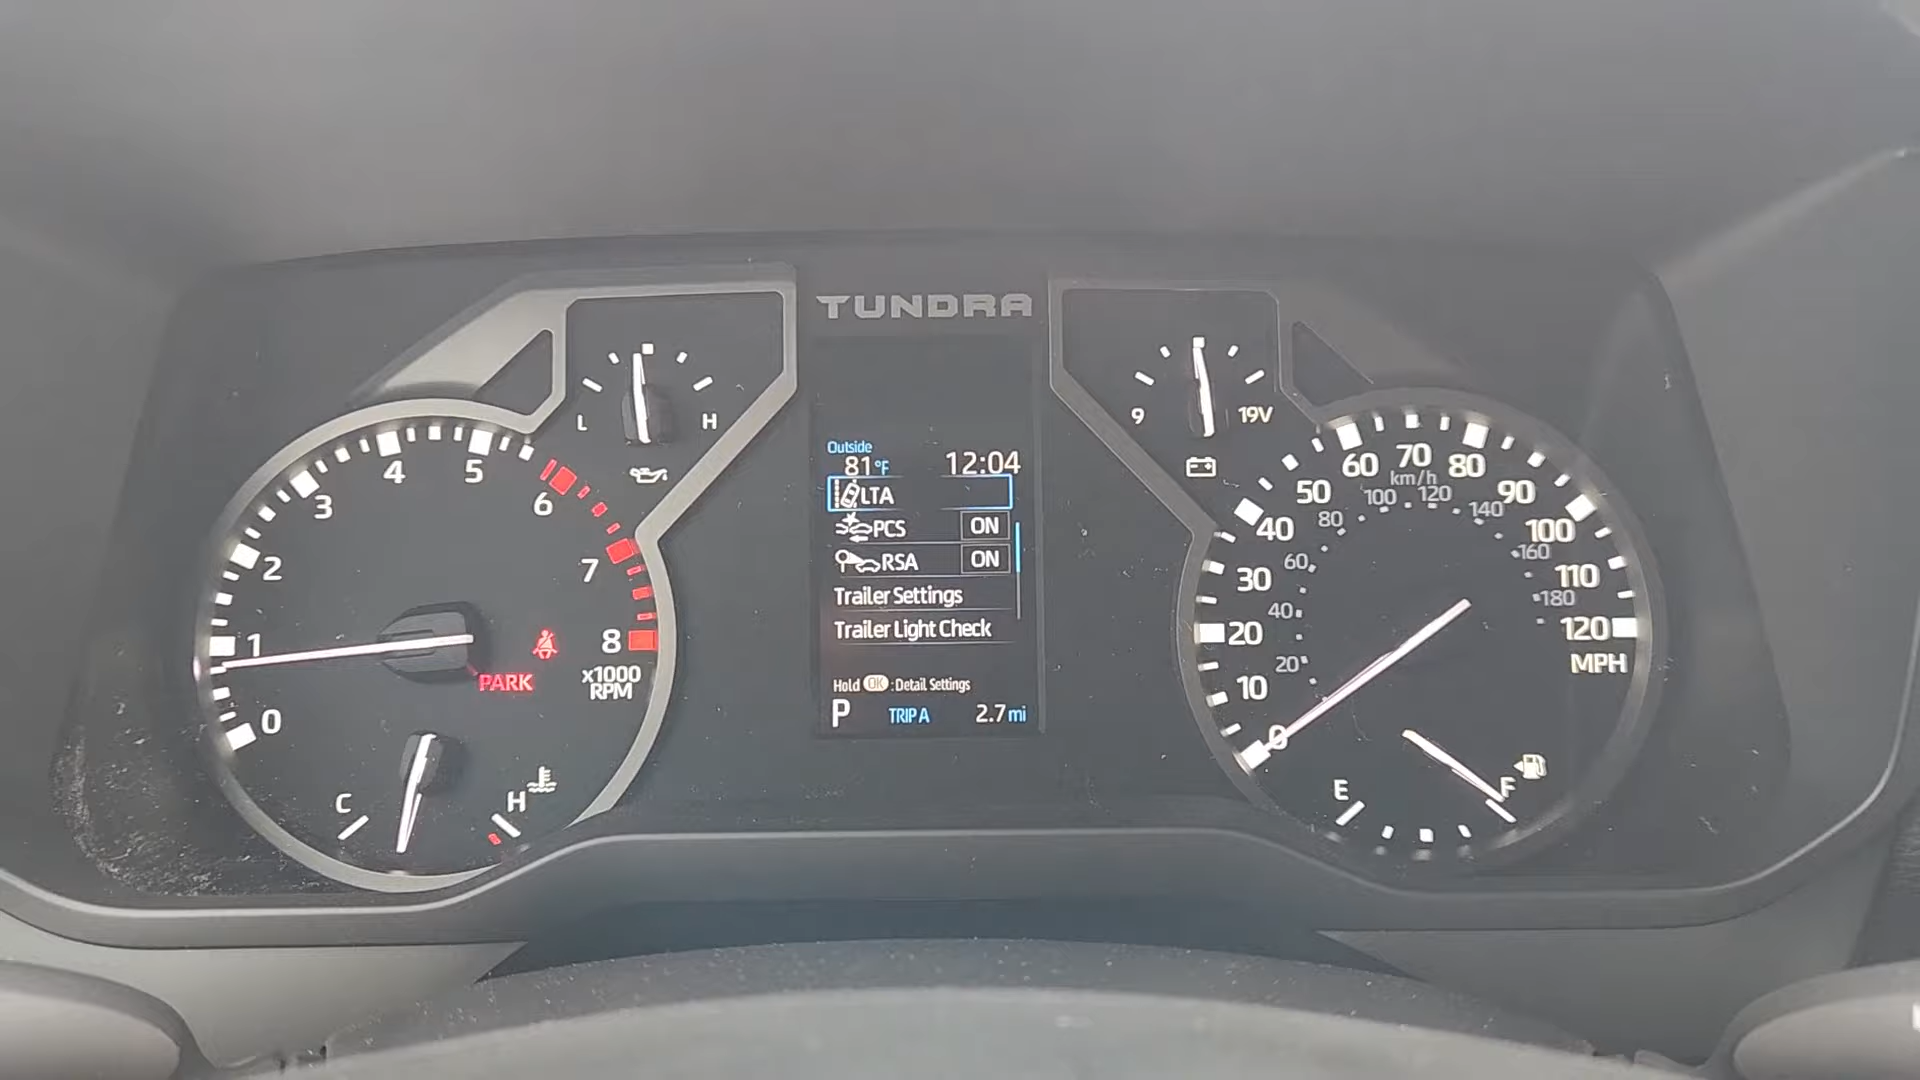 TUNDRA
L H
9 19V
0 1 2 3 4 5 6 7 8
x1000
RPM
PARK
C H
Outside
81°F 12:04
LTA
PCS ON
RSA ON
Trailer Settings
Trailer Light Check
Hold OK : Detail Settings
P TRIP A 2.7 mi
0 10 20 30 40 50 60 70 80 90 100 110 120
MPH
km/h
20 40 60 80 100 120 140 160 180
E F